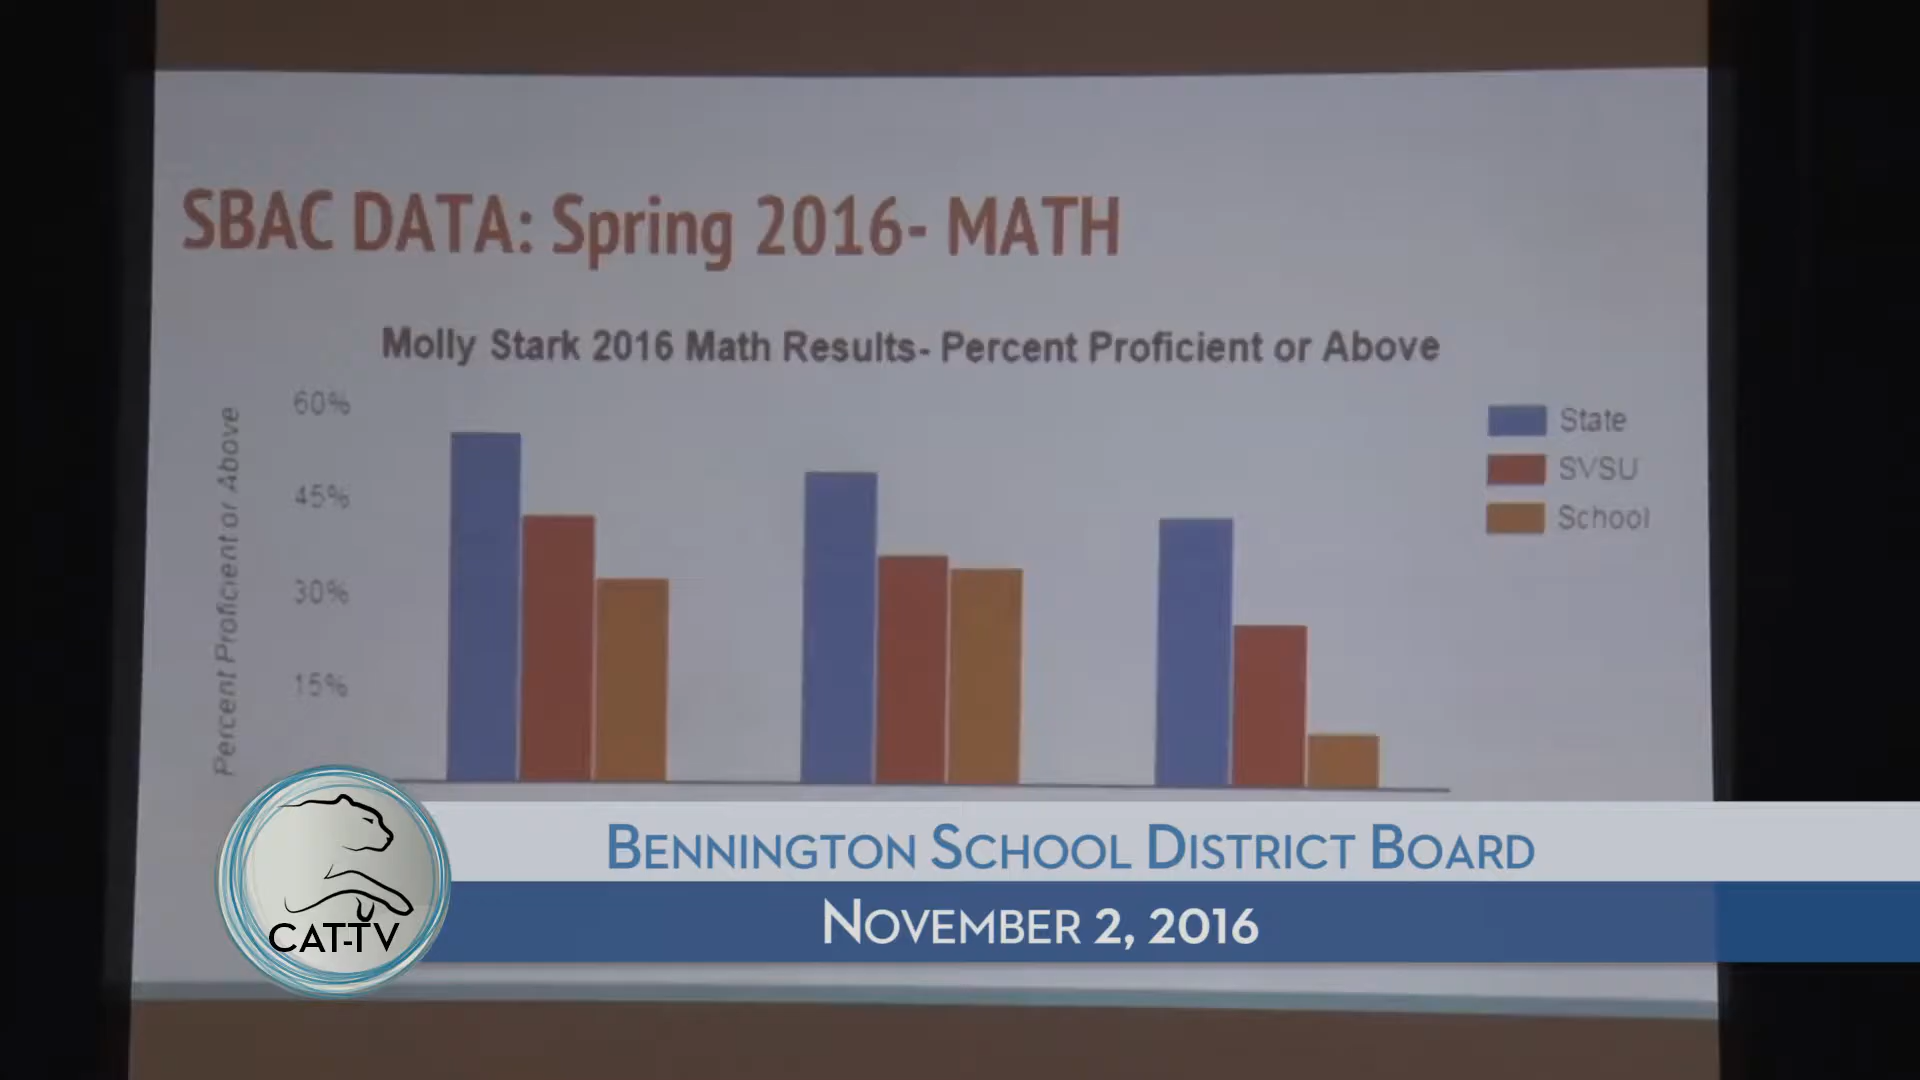 SBAC DATA: Spring 2016- MATH
Molly Stark 2016 Math Results- Percent Proficient or Above
Percent Proficient or Above
60%
45%
30%
15%
State
SVSU
School
BENNINGTON SCHOOL DISTRICT BOARD
NOVEMBER 2, 2016
CAT-TV